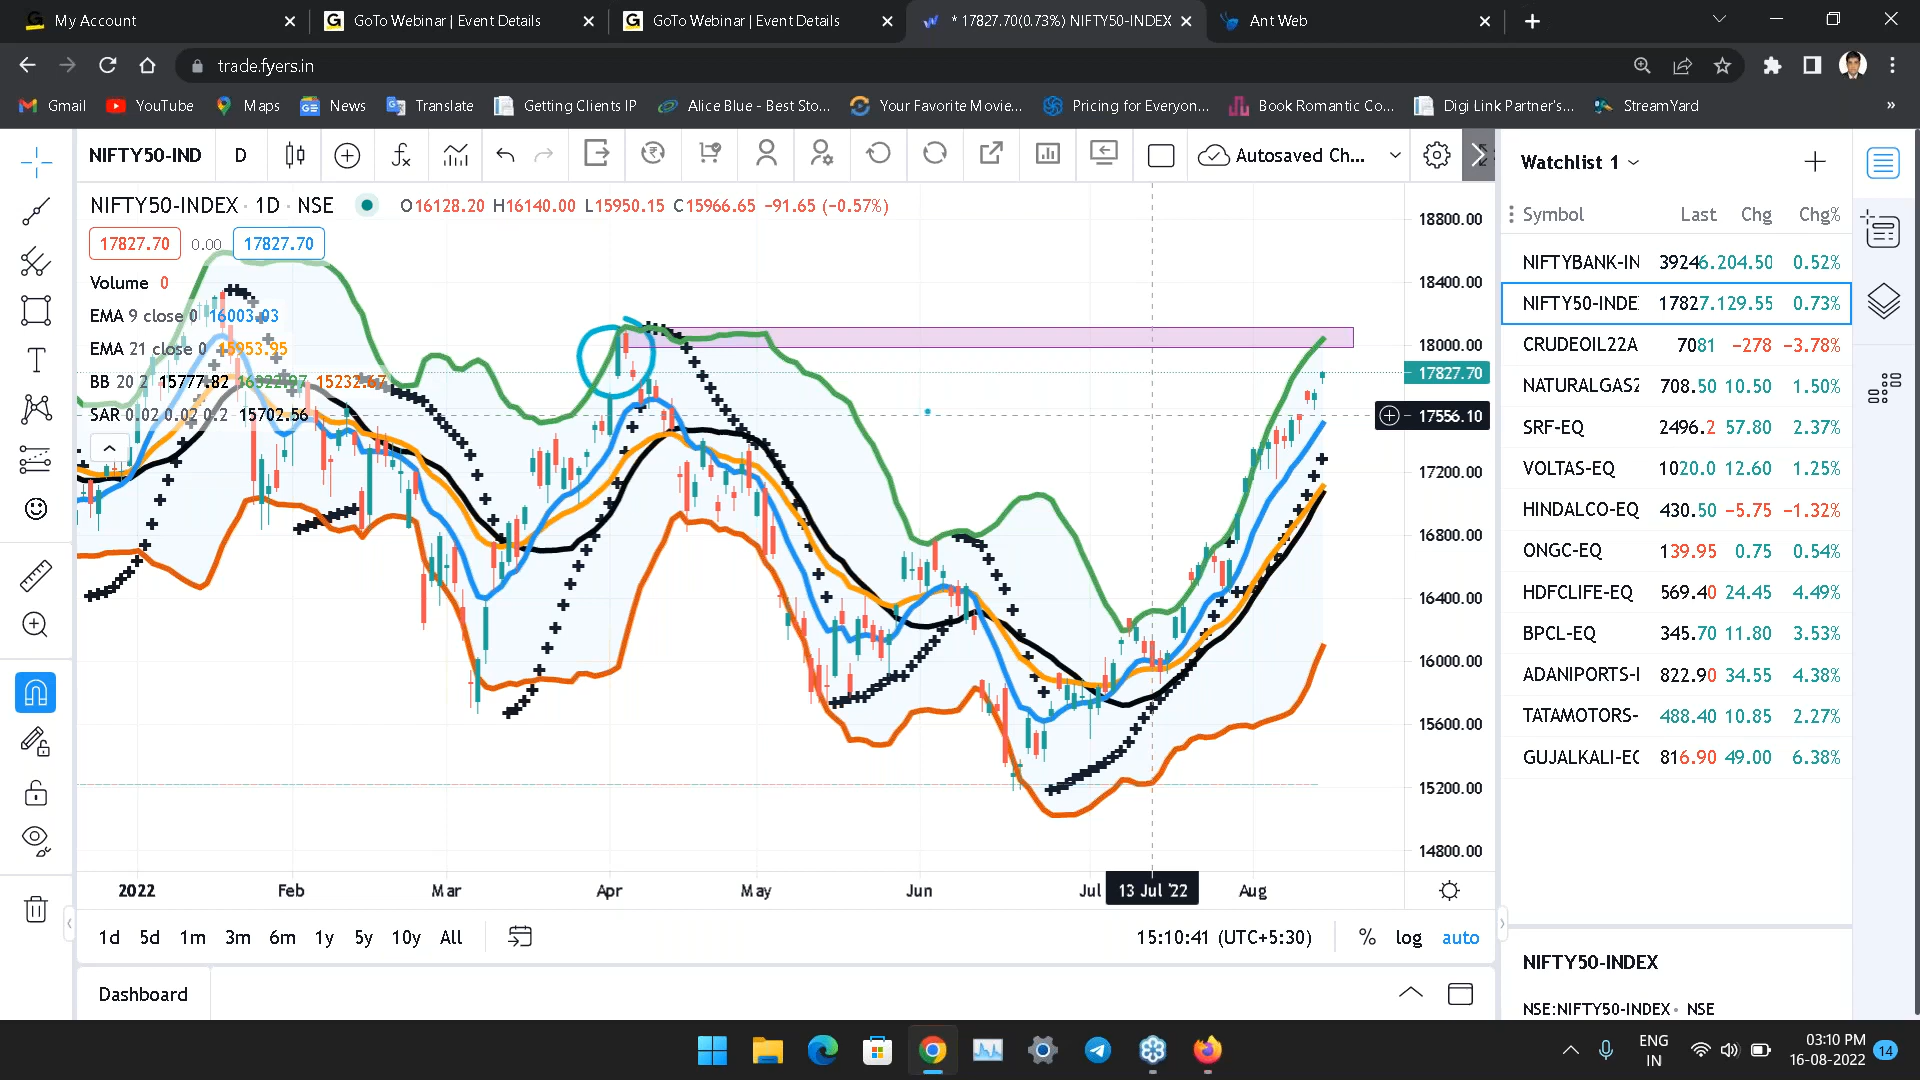 My Account
GoTo Webinar | Event Details
GoTo Webinar | Event Details
* 17827.70(0.73%) NIFTY50-INDEX
Ant Web
trade.fyers.in
Gmail
YouTube
Maps
News
Translate
Getting Clients IP
Alice Blue - Best Sto...
Your Favorite Movie...
Pricing for Everyon...
Book Romantic Co...
Digi Link Partner's...
StreamYard
»
NIFTY50-IND
D
Autosaved Ch...
NIFTY50-INDEX · 1D · NSE
O16128.20 H16140.00 L15950.15 C15966.65 −91.65 (−0.57%)
17827.70 0.00 17827.70
Volume 0
EMA 9 close 0 16003.03
EMA 21 close 0 15953.95
BB 20 2 15777.82 16322.97 15232.67
SAR 0.02 0.02 0.2 15702.56
18800.00
18400.00
18000.00
17827.70
17556.10
17200.00
16800.00
16400.00
16000.00
15600.00
15200.00
14800.00
2022 Feb Mar Apr May Jun Jul 13 Jul '22 Aug
1d 5d 1m 3m 6m 1y 5y 10y All
15:10:41 (UTC+5:30) % log auto
Dashboard
Watchlist 1
Symbol Last Chg Chg%
NIFTYBANK-IN 39246.204.50 0.52%
NIFTY50-INDE 17827.129.55 0.73%
CRUDEOIL22A 7081 −278 −3.78%
NATURALGAS2 708.50 10.50 1.50%
SRF-EQ 2496.2 57.80 2.37%
VOLTAS-EQ 1020.0 12.60 1.25%
HINDALCO-EQ 430.50 −5.75 −1.32%
ONGC-EQ 139.95 0.75 0.54%
HDFCLIFE-EQ 569.40 24.45 4.49%
BPCL-EQ 345.70 11.80 3.53%
ADANIPORTS-I 822.90 34.55 4.38%
TATAMOTORS- 488.40 10.85 2.27%
GUJALKALI-EC 816.90 49.00 6.38%
NIFTY50-INDEX
NSE:NIFTY50-INDEX • NSE
ENG
IN
03:10 PM
16-08-2022
14